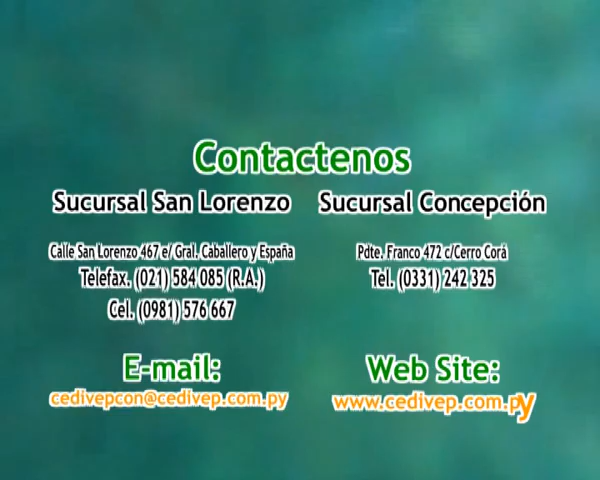 Contactenos
Sucursal San Lorenzo
Calle San Lorenzo 467 e/ Gral. Caballero y España
Telefax. (021) 584 085 (R.A.)
Cel. (0981) 576 667
Sucursal Concepción
Pdte. Franco 472 c/Cerro Corá
Tel. (0331) 242 325
E-mail:
cedivepcon@cedivep.com.py
Web Site:
www.cedivep.com.py